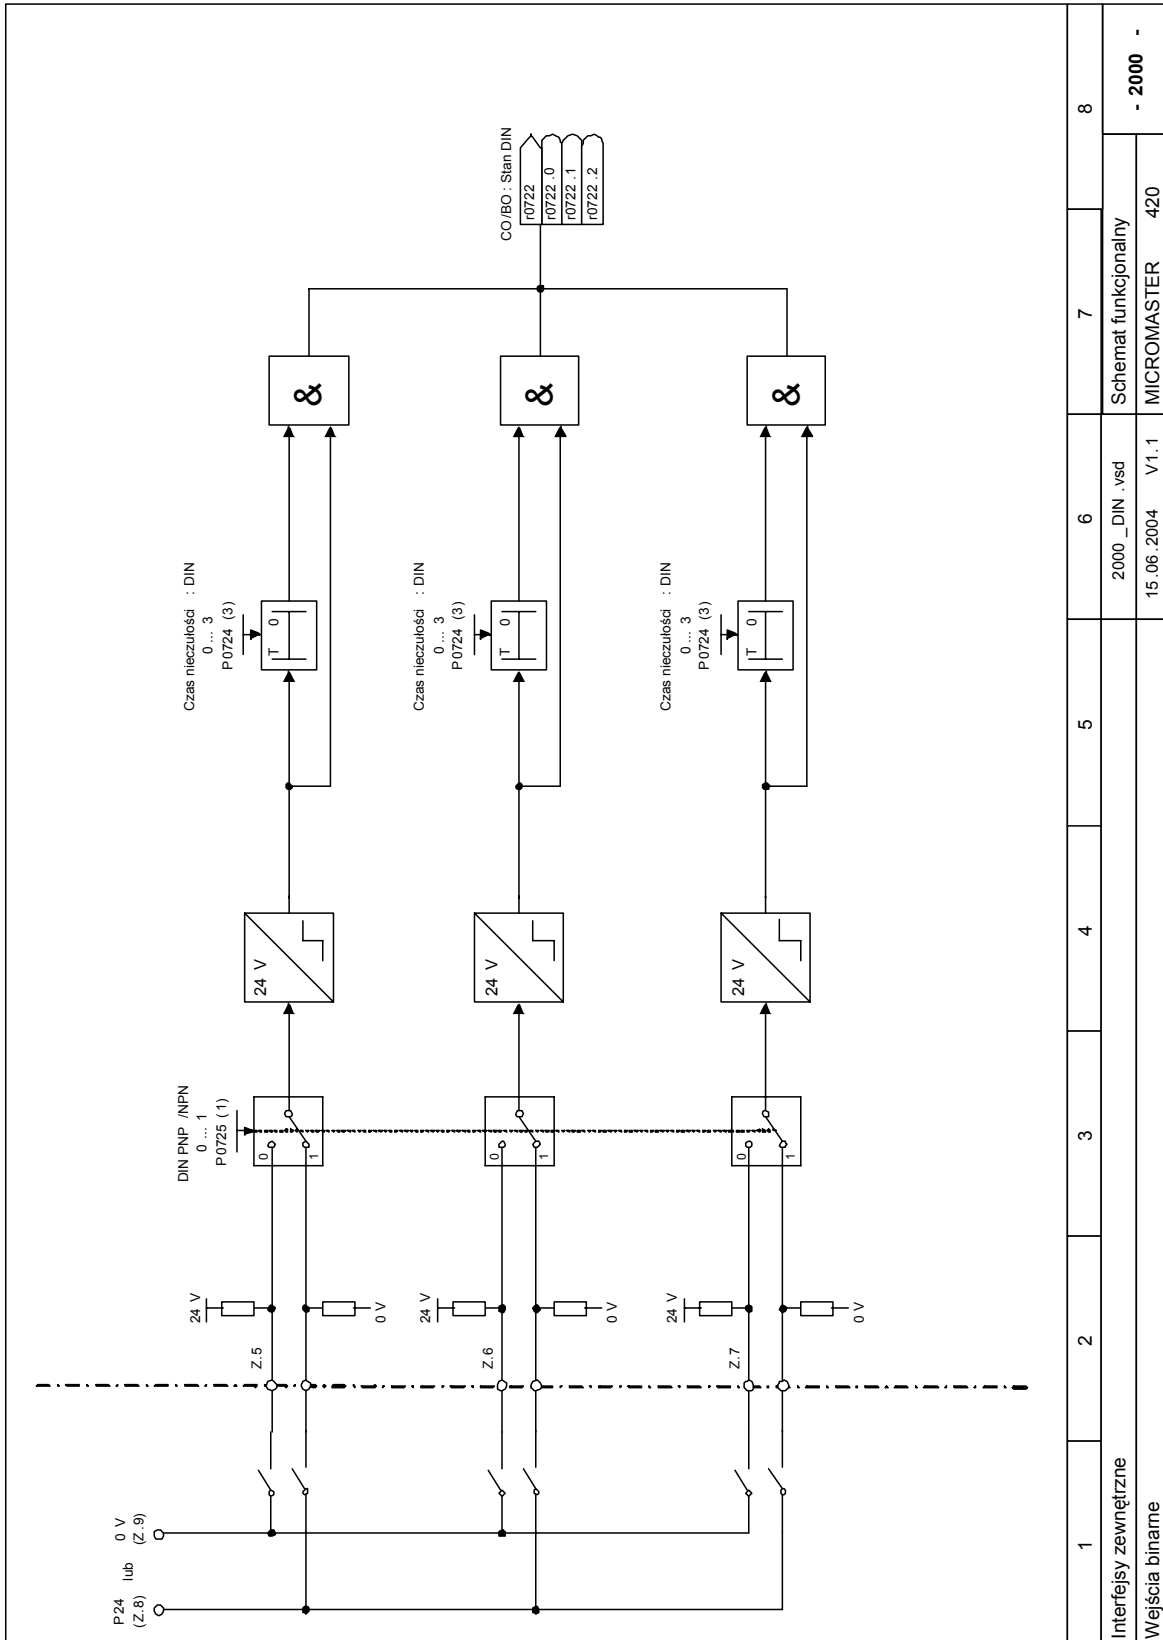 P24 lub 0 V
(Z.8) (Z.9)
Z.5
24 V
0 V
DIN PNP /NPN
0 ... 1
P0725 (1)
0
1
24 V
Czas nieczułości : DIN
0 ... 3
P0724 (3)
T 0
&
Z.6
24 V
0 V
0
1
24 V
Czas nieczułości : DIN
0 ... 3
P0724 (3)
T 0
&
CO/BO : Stan DIN
r0722
r0722 .0
r0722 .1
r0722 .2
Z.7
24 V
0 V
0
1
24 V
Czas nieczułości : DIN
0 ... 3
P0724 (3)
T 0
&
1 2 3 4 5 6 7 8
Interfejsy zewnętrzne 2000 _DIN .vsd Schemat funkcjonalny - 2000 -
Wejścia binarne 15.06.2004 V1.1 MICROMASTER 420